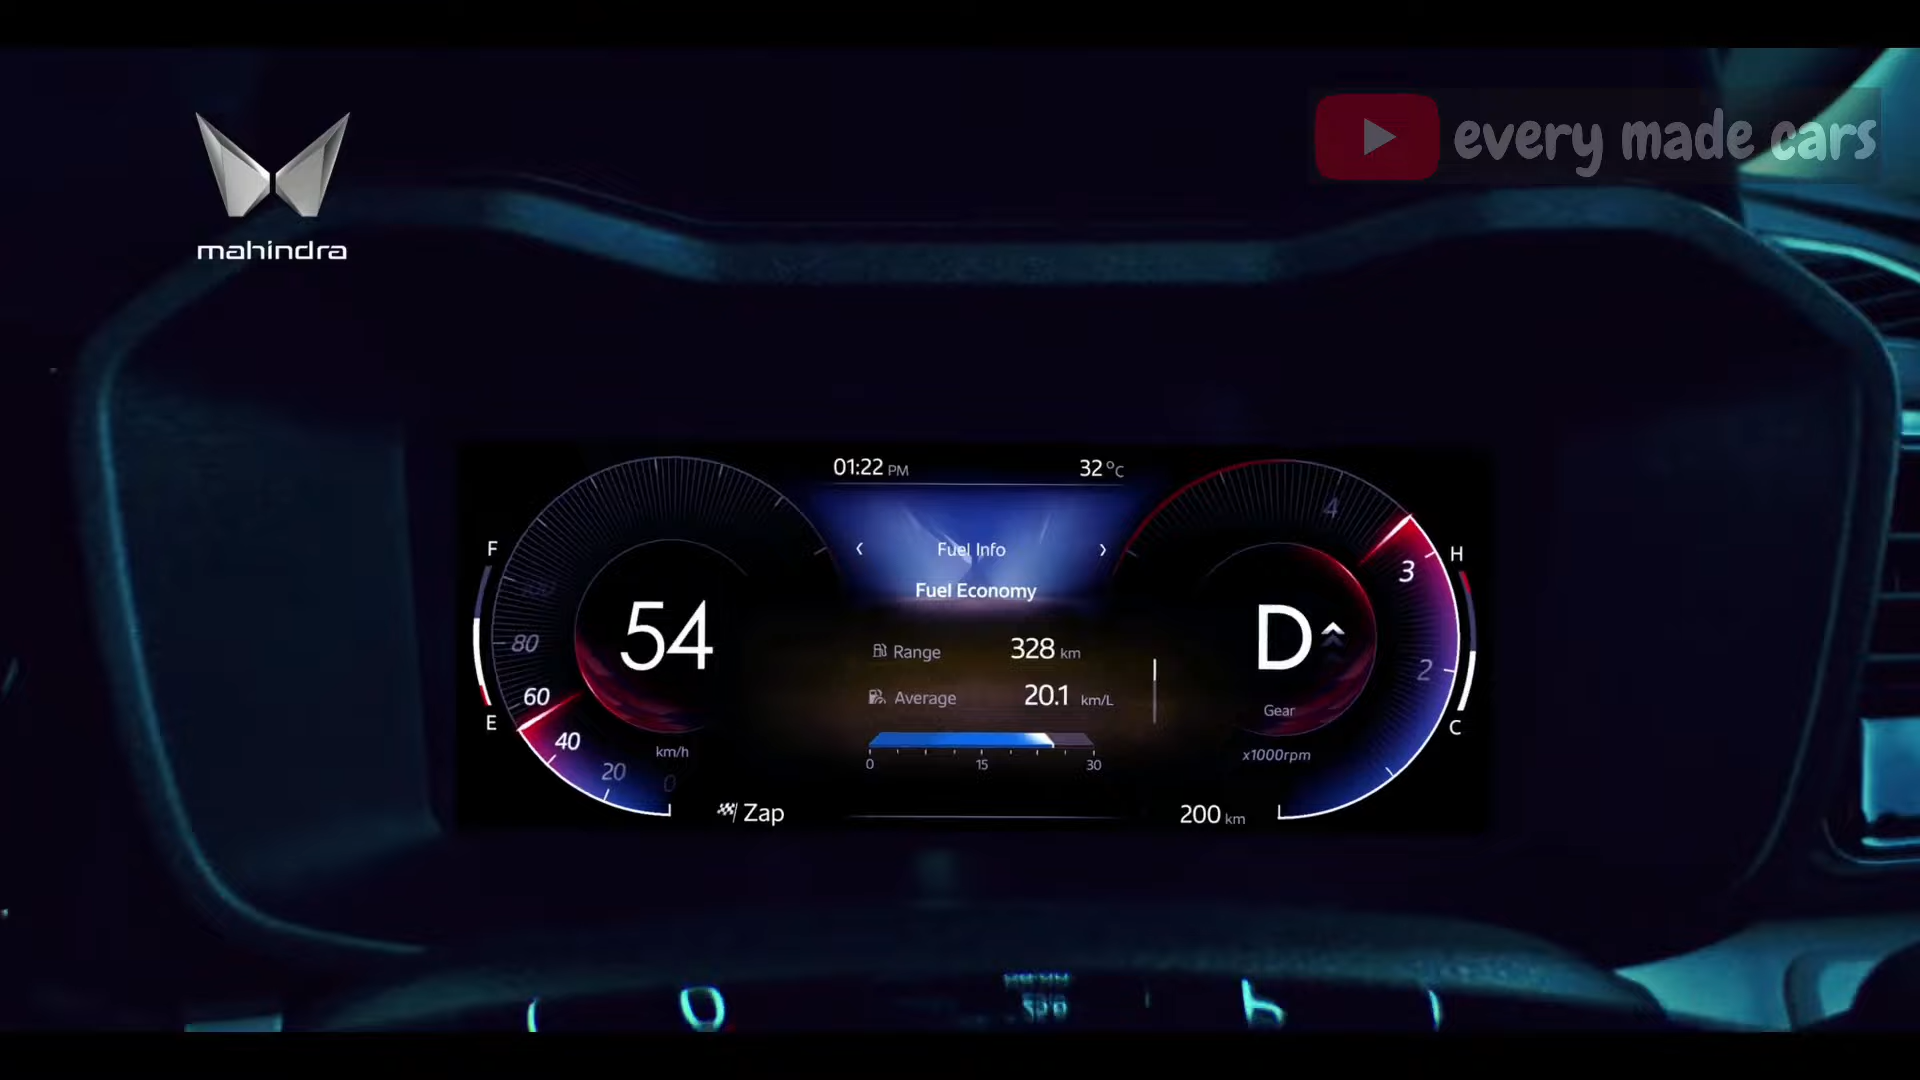 mahindra
every made cars
01:22 PM
32°C
‹ Fuel Info ›
Fuel Economy
Range 328 km
Average 20.1 km/L
0 15 30
F
E
80
60
40
20
0
54
km/h
Zap
4
3
2
H
C
D
Gear
x1000rpm
200 km